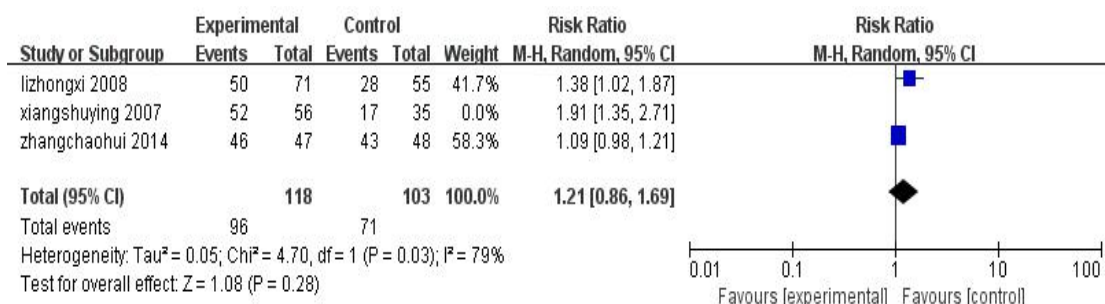 Experimental Control Risk Ratio Risk Ratio
Study or Subgroup Events Total Events Total Weight M-H, Random, 95% CI M-H, Random, 95% CI
lizhongxi 2008 50 71 28 55 41.7% 1.38 [1.02, 1.87]
xiangshuying 2007 52 56 17 35 0.0% 1.91 [1.35, 2.71]
zhangchaohui 2014 46 47 43 48 58.3% 1.09 [0.98, 1.21]
Total (95% CI) 118 103 100.0% 1.21 [0.86, 1.69]
Total events 96 71
Heterogeneity: Tau² = 0.05; Chi² = 4.70, df = 1 (P = 0.03); I² = 79%
Test for overall effect: Z = 1.08 (P = 0.28)
0.01 0.1 1 10 100
Favours [experimental] Favours [control]